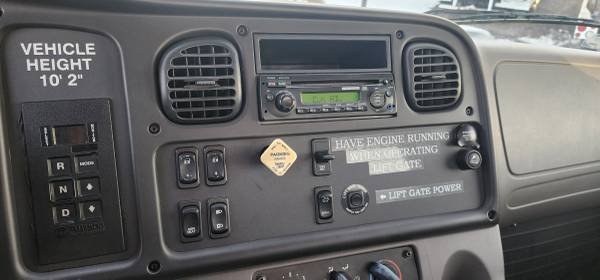 VEHICLE
HEIGHT
10' 2"
R
MODE
N
D
HAVE ENGINE RUNNING
WHEN OPERATING
LIFT GATE
LIFT GATE POWER